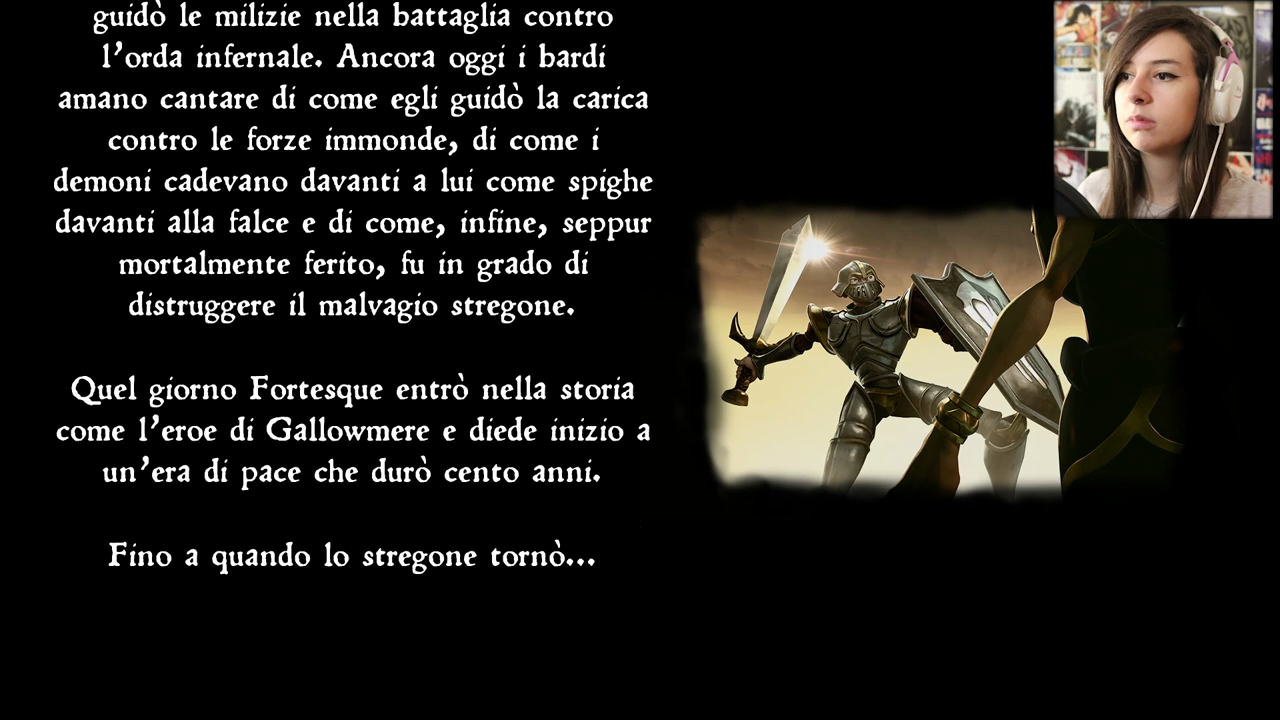 guidò le milizie nella battaglia contro
l'orda infernale. Ancora oggi i bardi
amano cantare di come egli guidò la carica
contro le forze immonde, di come i
demoni cadevano davanti a lui come spighe
davanti alla falce e di come, infine, seppur
mortalmente ferito, fu in grado di
distruggere il malvagio stregone.
Quel giorno Fortesque entrò nella storia
come l'eroe di Gallowmere e diede inizio a
un'era di pace che durò cento anni.
Fino a quando lo stregone tornò...